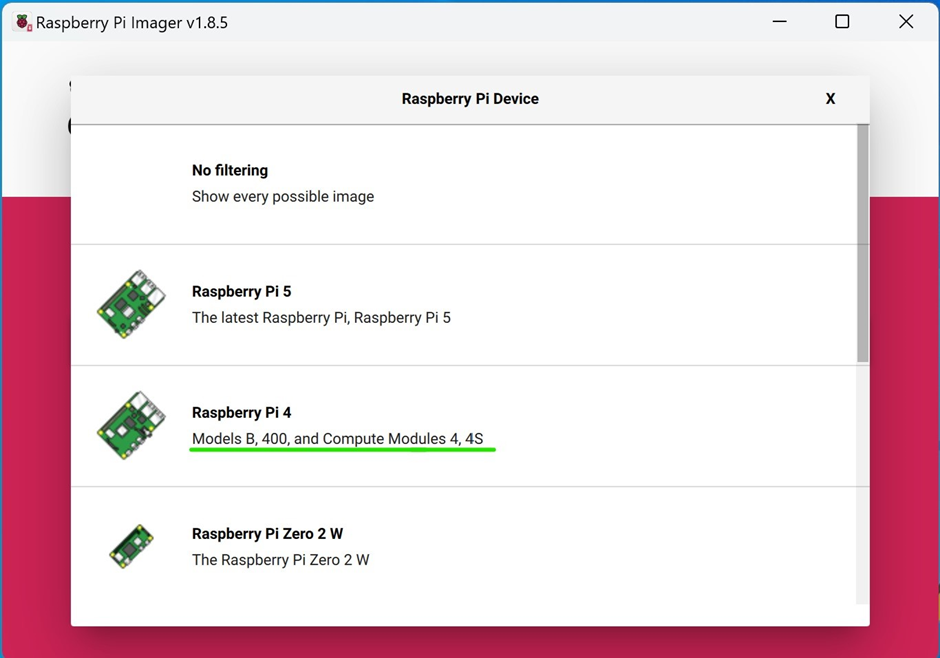 Raspberry Pi Imager v1.8.5
Raspberry Pi Device
X
No filtering
Show every possible image
Raspberry Pi 5
The latest Raspberry Pi, Raspberry Pi 5
Raspberry Pi 4
Models B, 400, and Compute Modules 4, 4S
Raspberry Pi Zero 2 W
The Raspberry Pi Zero 2 W